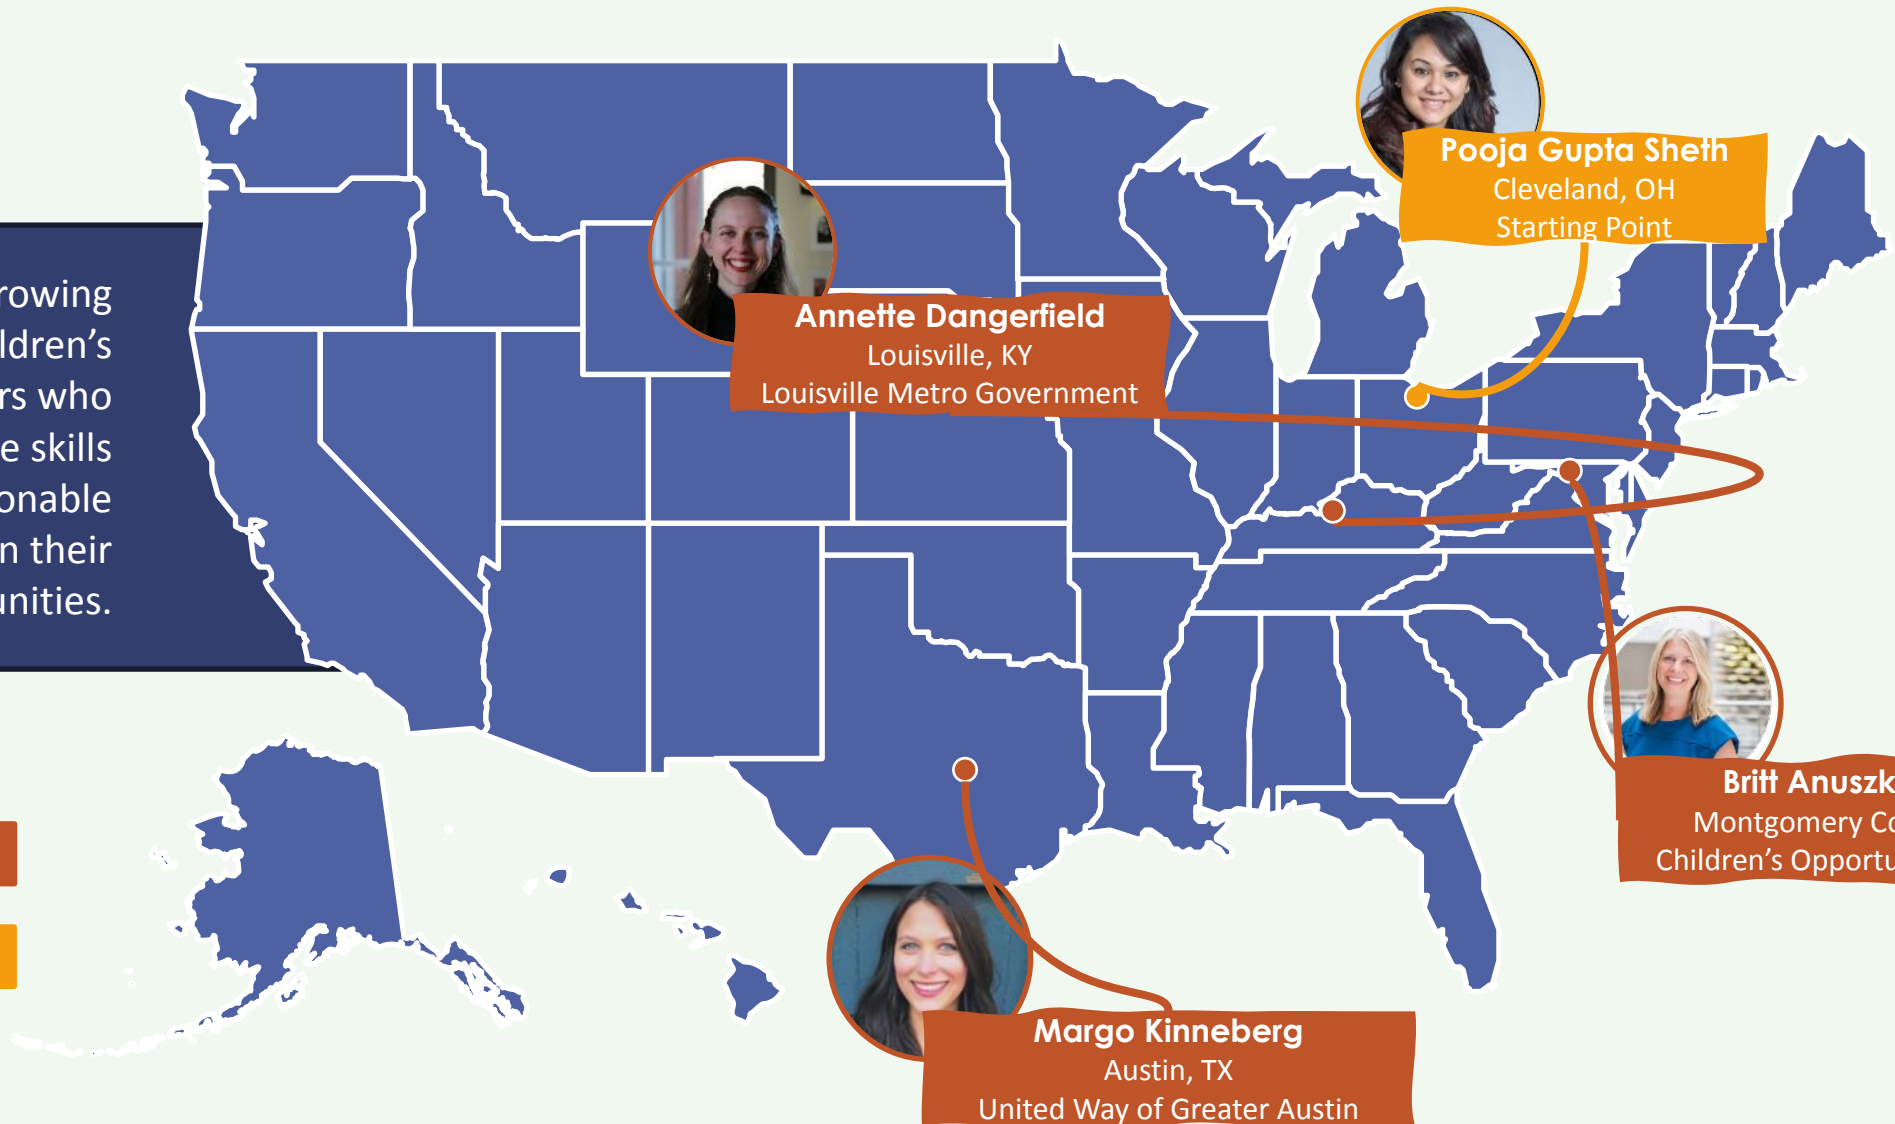 rowing
ldren's
rs who
e skills
onable
n their
unities.
Pooja Gupta Sheth
Cleveland, OH
Starting Point
Annette Dangerfield
Louisville, KY
Louisville Metro Government
Britt Anuszk
Montgomery Co
Children's Opportu
Margo Kinneberg
Austin, TX
United Way of Greater Austin